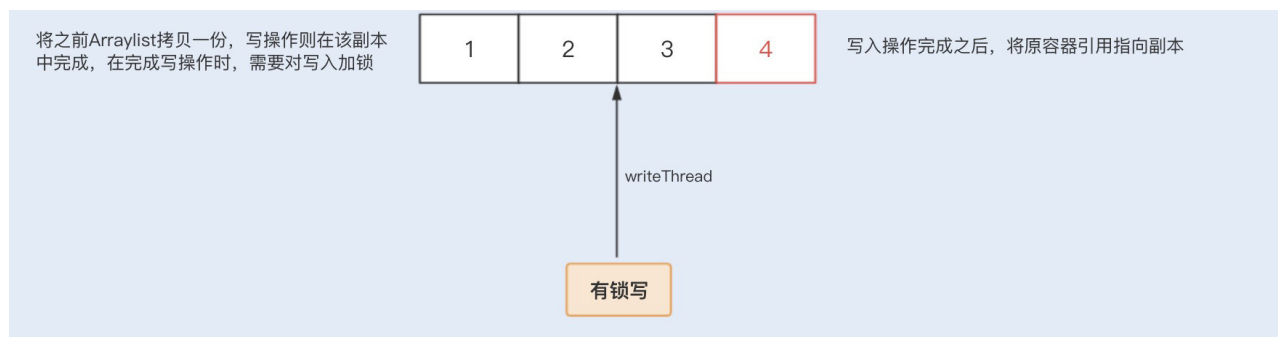 将之前Arraylist拷贝一份，写操作则在该副本
中完成，在完成写操作时，需要对写入加锁
1 2 3 4
写入操作完成之后，将原容器引用指向副本
writeThread
有锁写